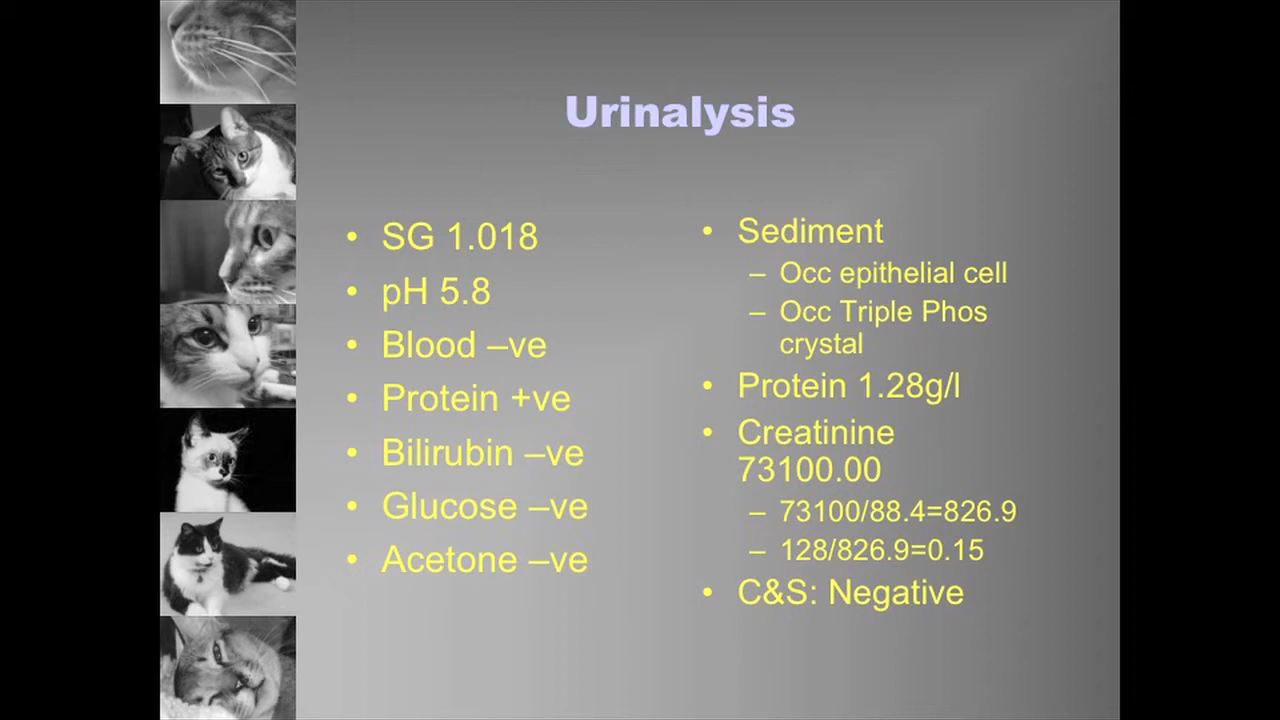 Urinalysis
• SG 1.018
• pH 5.8
• Blood –ve
• Protein +ve
• Bilirubin –ve
• Glucose –ve
• Acetone –ve
• Sediment
– Occ epithelial cell
– Occ Triple Phos
crystal
• Protein 1.28g/l
• Creatinine
73100.00
– 73100/88.4=826.9
– 128/826.9=0.15
• C&S: Negative